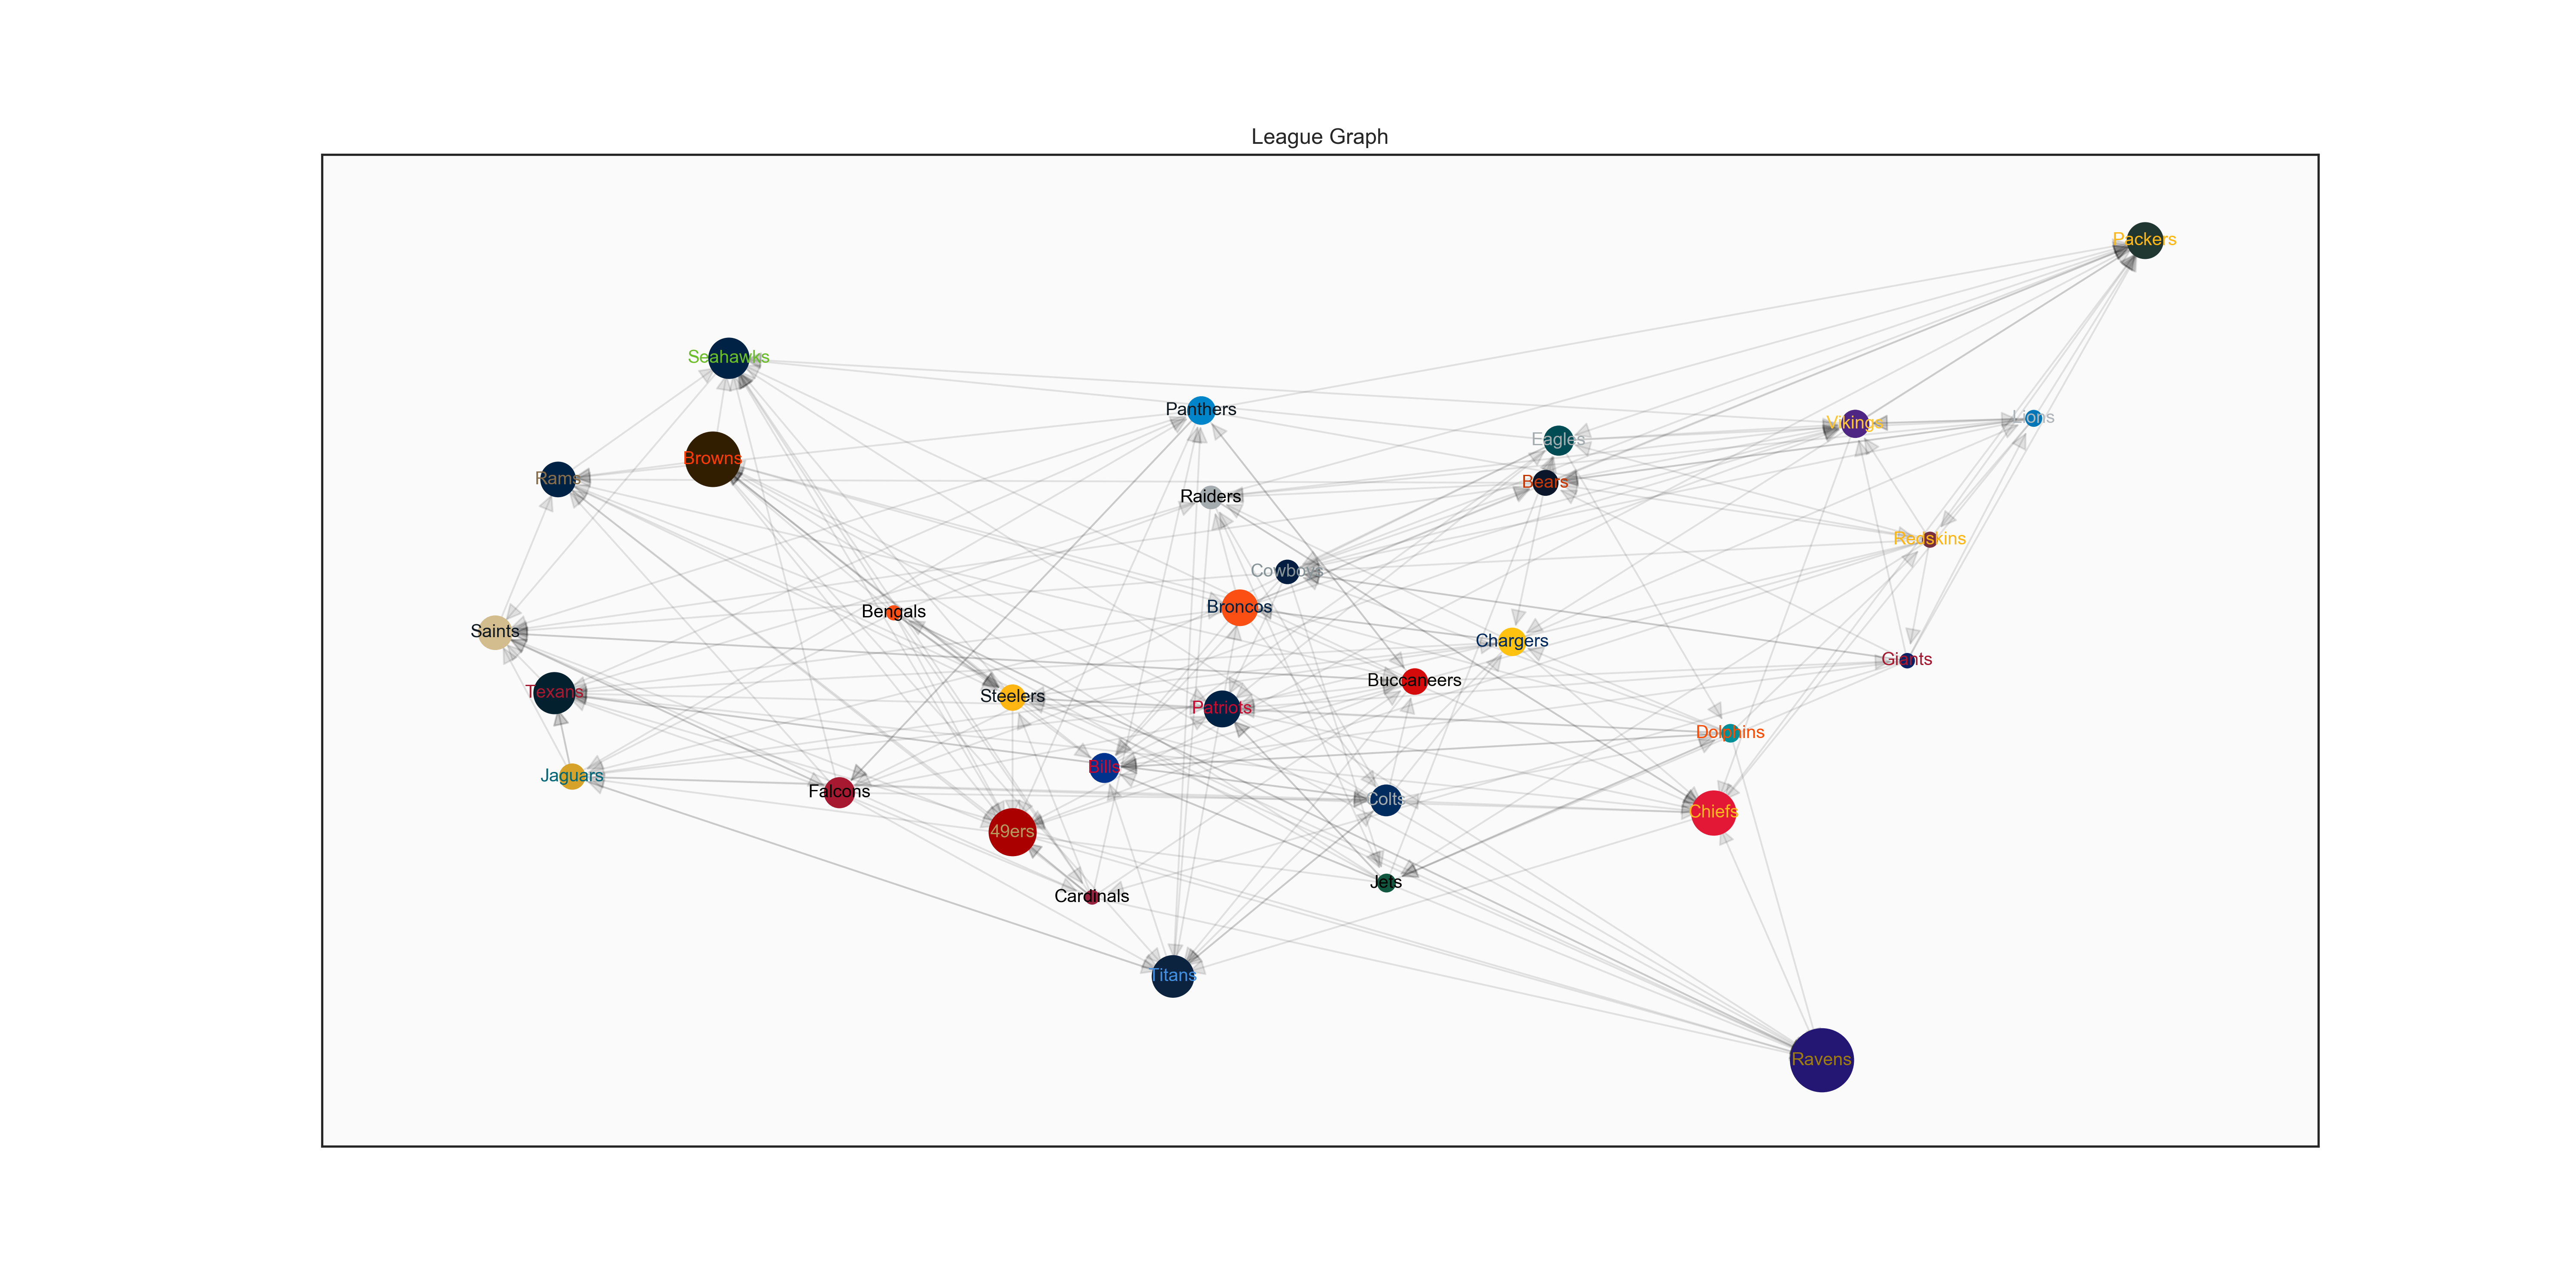 League Graph
Packers
Seahawks
Panthers
Vikings
Lions
Eagles
Browns
Rams
Bears
Raiders
Redskins
Cowboys
Broncos
Bengals
Saints
Chargers
Giants
Buccaneers
Texans
Steelers
Patriots
Dolphins
Bills
Jaguars
Falcons
Colts
Chiefs
49ers
Jets
Cardinals
Titans
Ravens